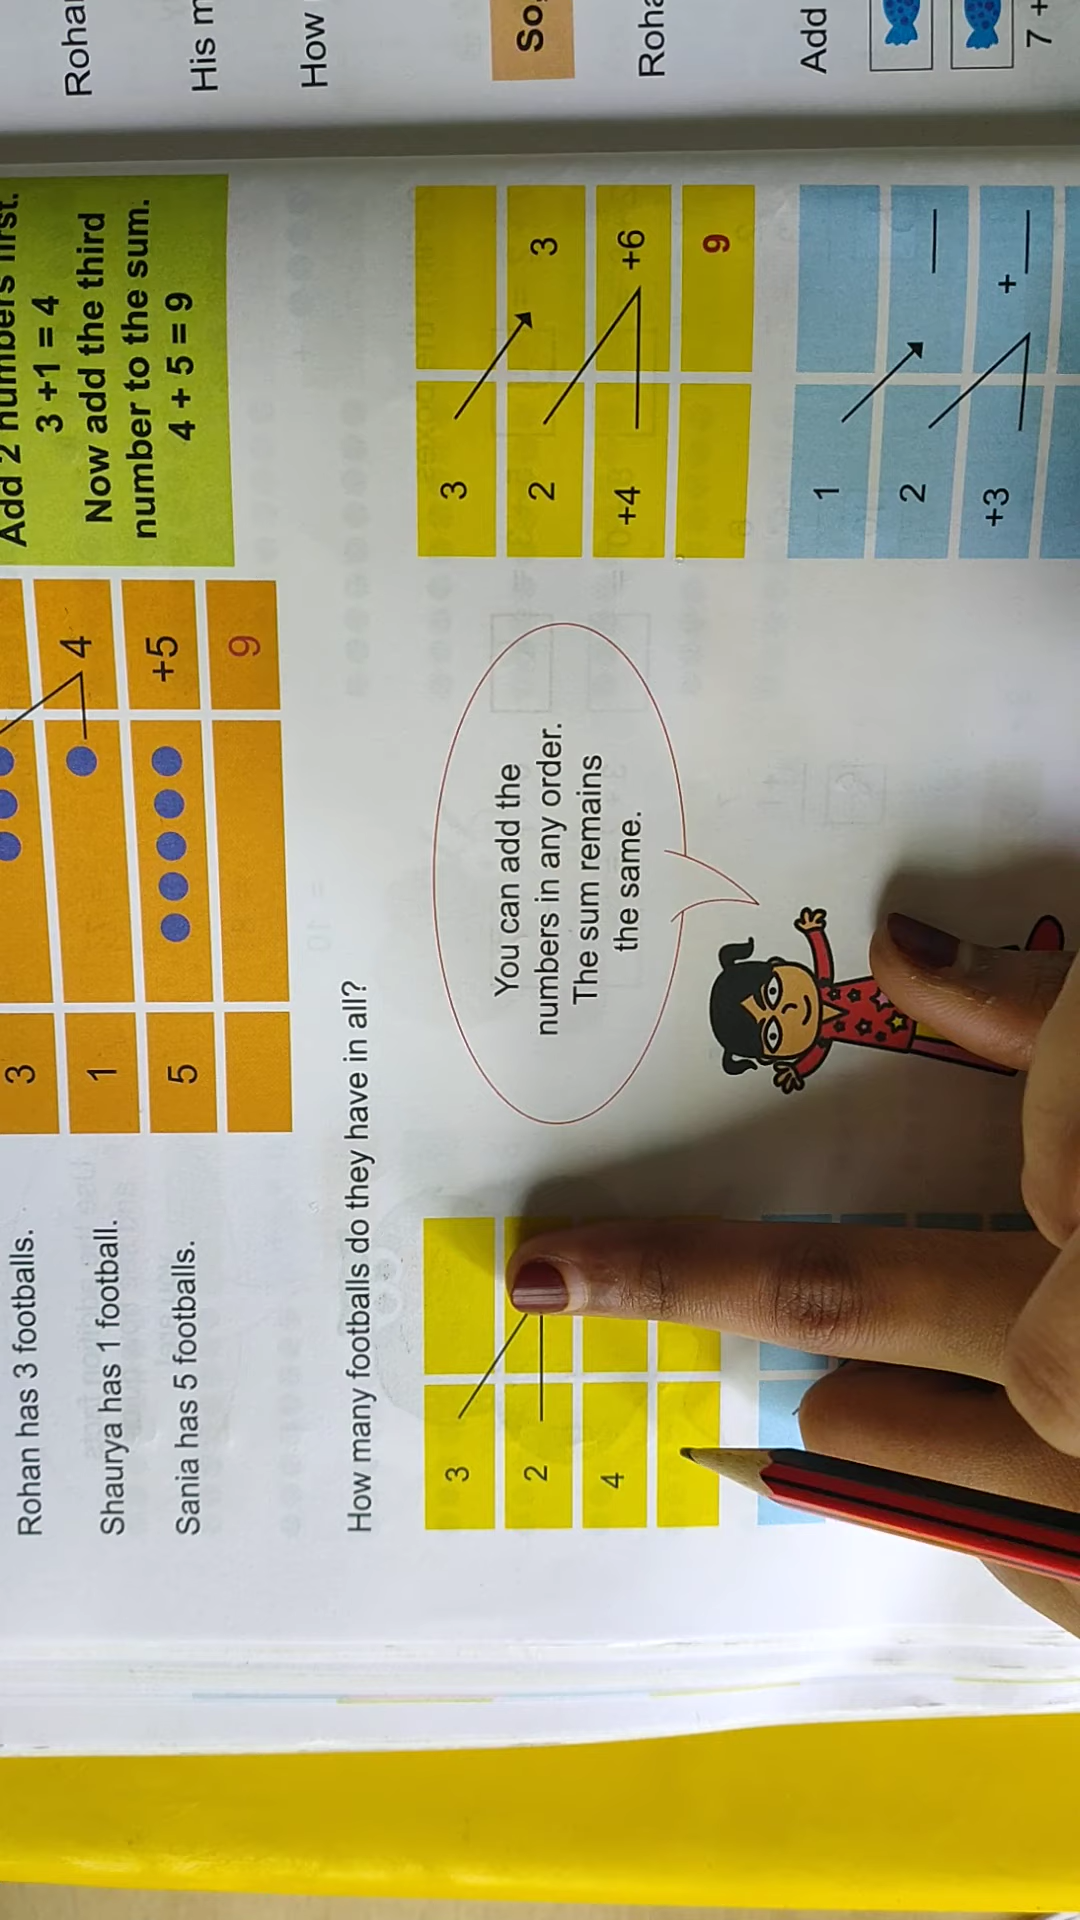 Rohan has 3 footballs.
Shaurya has 1 football.
Sania has 5 footballs.
3
1 4
5 +5
9
Add 2 numbers first.
3 +1 = 4
Now add the third
number to the sum.
4 + 5 = 9
How many footballs do they have in all?
3
2
4
You can add the
numbers in any order.
The sum remains
the same.
3
2 3
+4 +6
9
1
2 __
+3 + __
His m
How
So,
Add
7 +